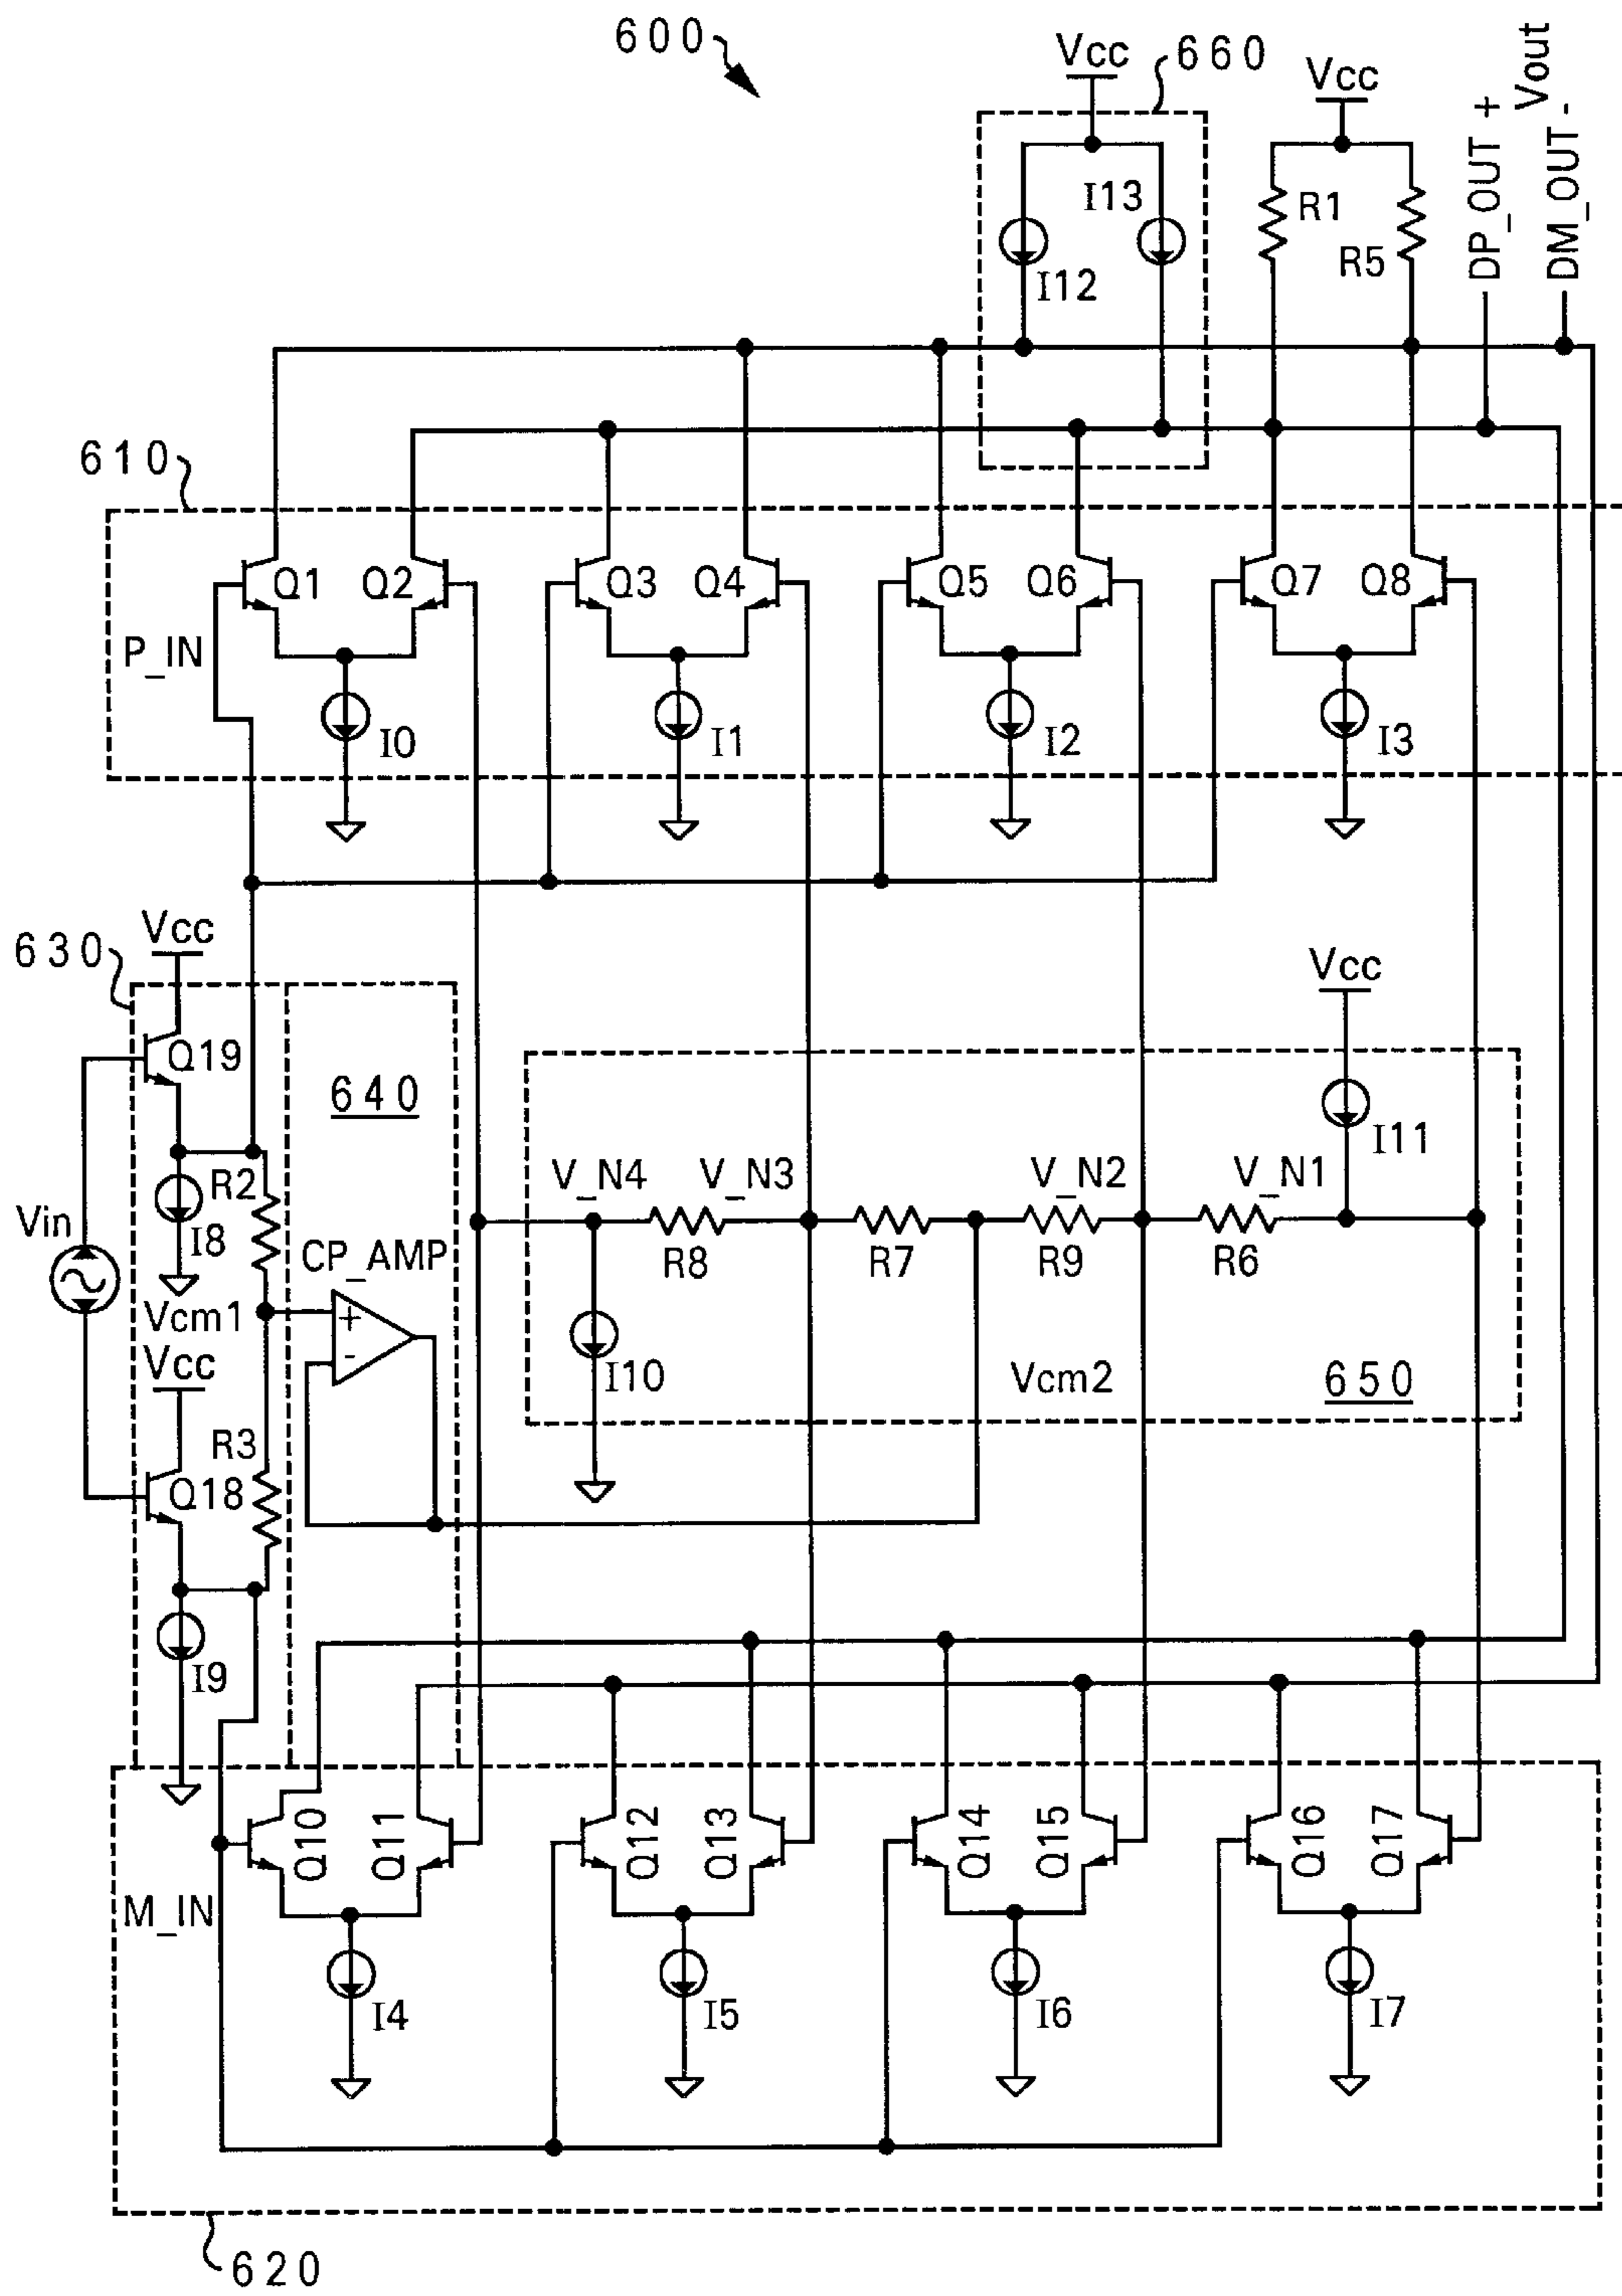 600
Vcc
660
Vcc
Vout
DP_OUT +
DM_OUT -
I13
I12
R1
R5
610
Q1
Q2
Q3
Q4
Q5
Q6
Q7
Q8
P_IN
I0
I1
I2
I3
Vcc
630
Vcc
Q19
640
I11
V_N4
V_N3
V_N2
V_N1
R2
Vin
I8
CP_AMP
R8
R7
R9
R6
Vcm1
+
-
Vcc
I10
Vcm2
650
R3
Q18
I9
Q10
Q11
Q12
Q13
Q14
Q15
Q16
Q17
M_IN
I4
I5
I6
I7
620